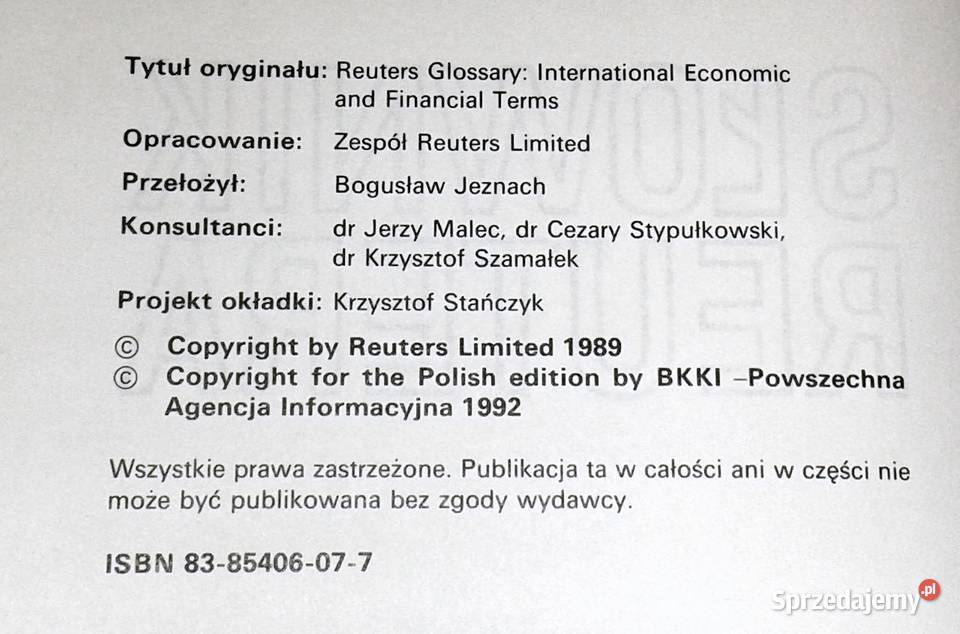 Tytuł oryginału: Reuters Glossary: International Economic
and Financial Terms
Opracowanie: Zespół Reuters Limited
Przełożył: Bogusław Jeznach
Konsultanci: dr Jerzy Malec, dr Cezary Stypułkowski,
dr Krzysztof Szamałek
Projekt okładki: Krzysztof Stańczyk
© Copyright by Reuters Limited 1989
© Copyright for the Polish edition by BKKI –Powszechna
Agencja Informacyjna 1992
Wszystkie prawa zastrzeżone. Publikacja ta w całości ani w części nie
może być publikowana bez zgody wydawcy.
ISBN 83-85406-07-7
SŁOWNIK
REUTERA
Sprzedajemy.pl